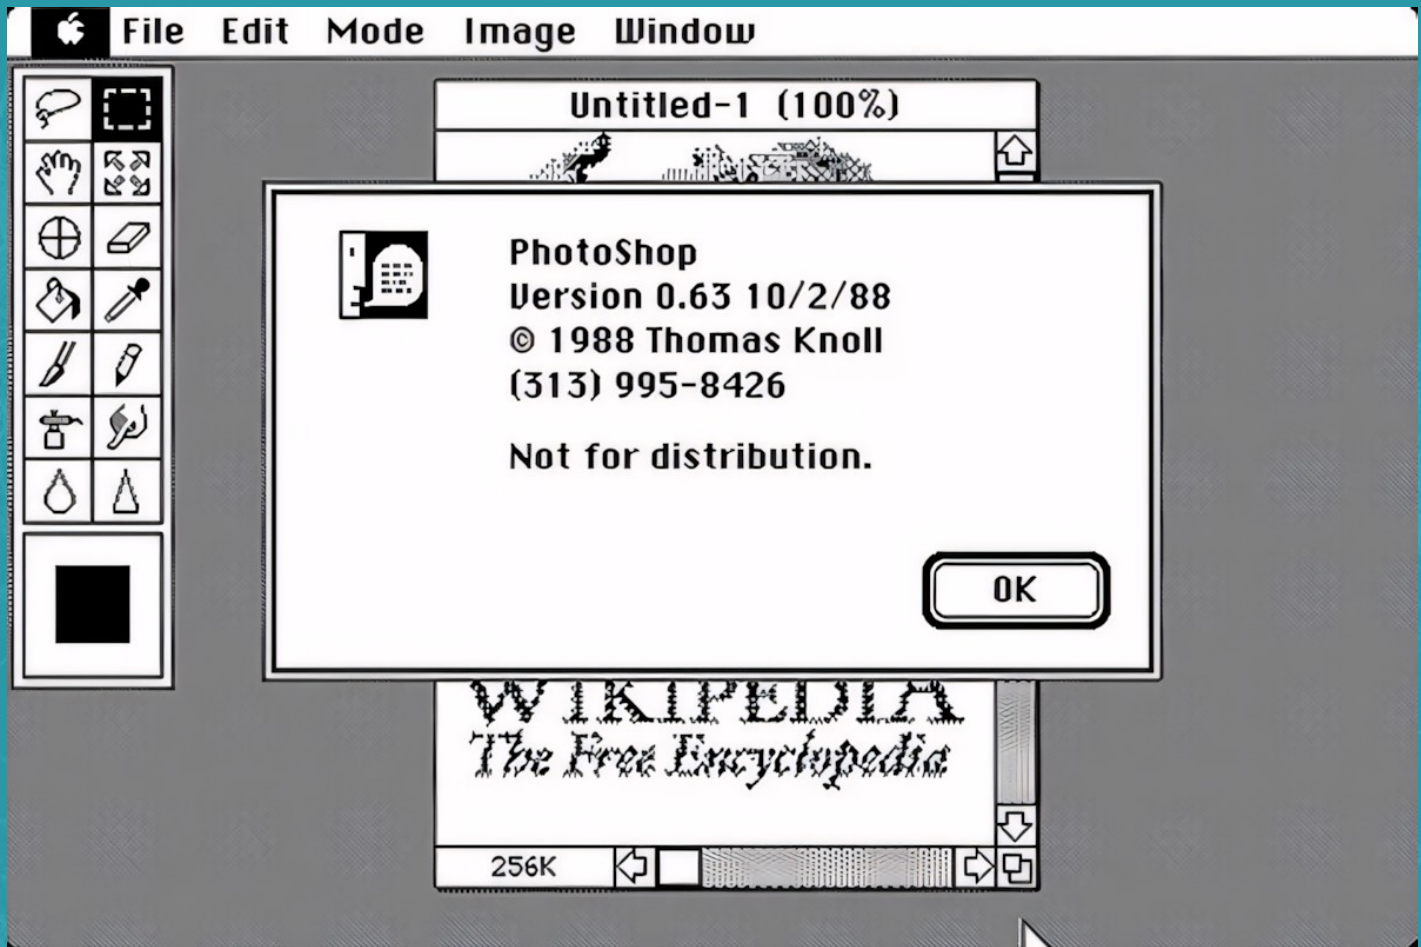 File Edit Mode Image Window
Untitled-1 (100%)
PhotoShop
Version 0.63 10/2/88
© 1988 Thomas Knoll
(313) 995-8426
Not for distribution.
OK
WIKIPEDIA
The Free Encyclopedia
256K